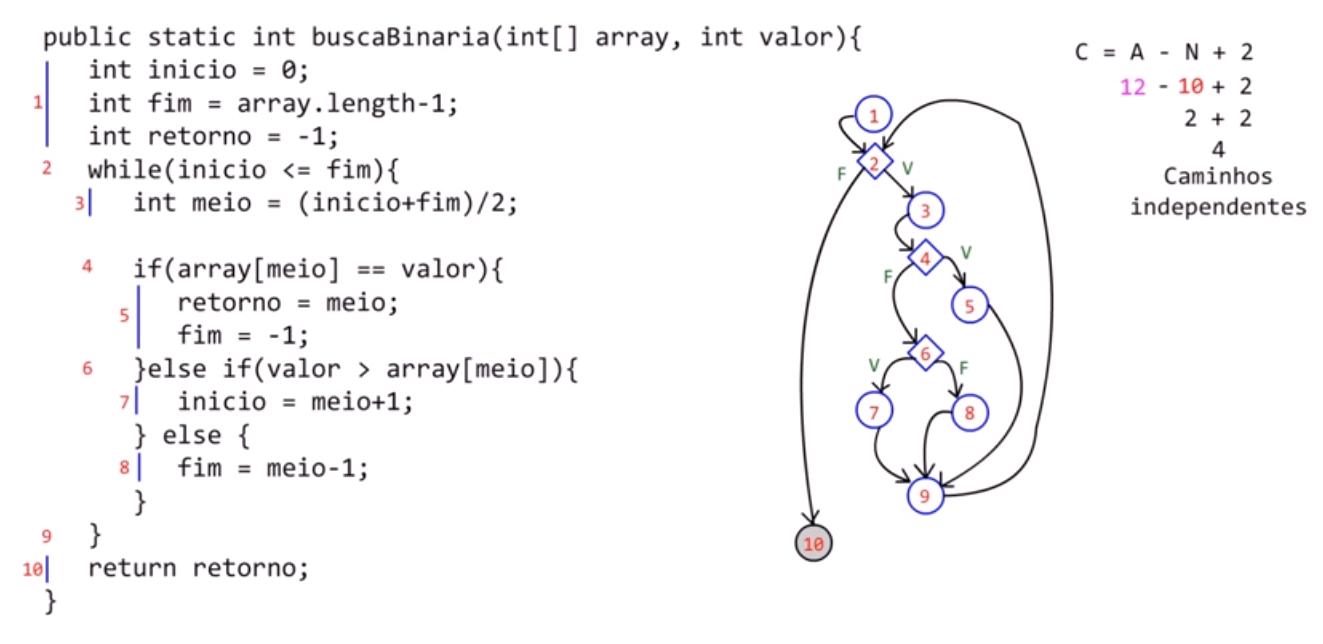 public static int buscaBinaria(int[] array, int valor){
int inicio = 0;
1 int fim = array.length-1;
int retorno = -1;
2 while(inicio <= fim){
3 int meio = (inicio+fim)/2;
4 if(array[meio] == valor){
retorno = meio;
5
fim = -1;
6 }else if(valor > array[meio]){
7 inicio = meio+1;
} else {
8 fim = meio-1;
}
9 }
10 return retorno;
}
1
2
F V
3
4
V
F
5
6
V F
7 8
9
10
C = A - N + 2
12 - 10 + 2
2 + 2
4
Caminhos
independentes